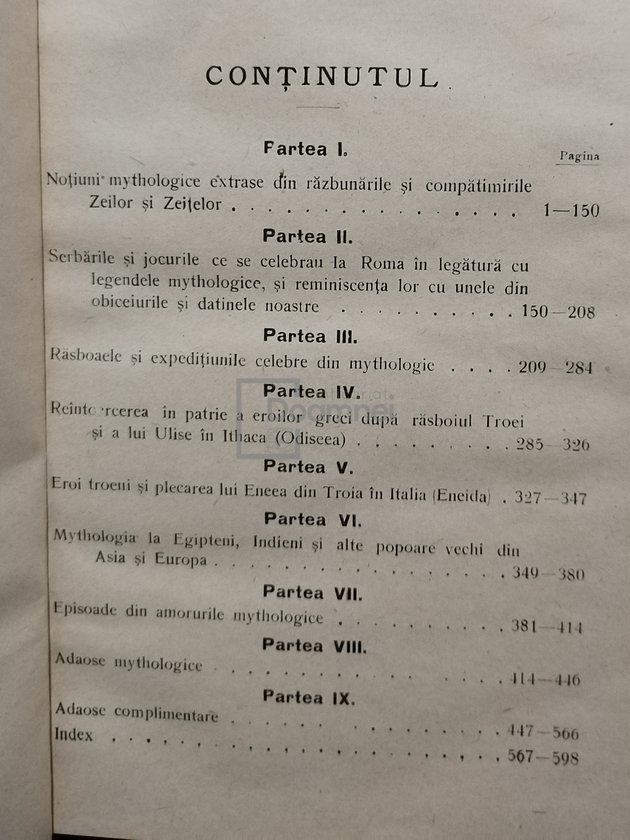 CONȚINUTUL.
Partea I.
Pagina
Noțiuni mythologice extrase din răzbunările și compătimirile
Zeilor și Zeițelor . . . . . . . . . . . . . . 1—150
Partea II.
Serbările și jocurile ce se celebrau la Roma în legătură cu
legendele mythologice, și reminiscența lor cu unele din
obiceiurile și datinele noastre . . . . . . . . . 150—208
Partea III.
Răsboaele și expedițiunile celebre din mythologie . . . . 209—284
Partea IV.
Reîntorcerea în patrie a eroilor greci după răsboiul Troei
și a lui Ulise în Ithaca (Odiseea) . . . . . . . . 285—326
Partea V.
Eroi troeni și plecarea lui Eneea din Troia în Italia (Eneida) . 327—347
Partea VI.
Mythologia la Egipteni, Indieni și alte popoare vechi din
Asia și Europa . . . . . . . . . . . . . . 349—380
Partea VII.
Episoade din amorurile mythologice . . . . . . . . 381—414
Partea VIII.
Adaose mythologice . . . . . . . . . . . . 414—446
Partea IX.
Adaose complimentare . . . . . . . . . . . . 447—566
Index . . . . . . . . . . . . . . . . . . 567—598